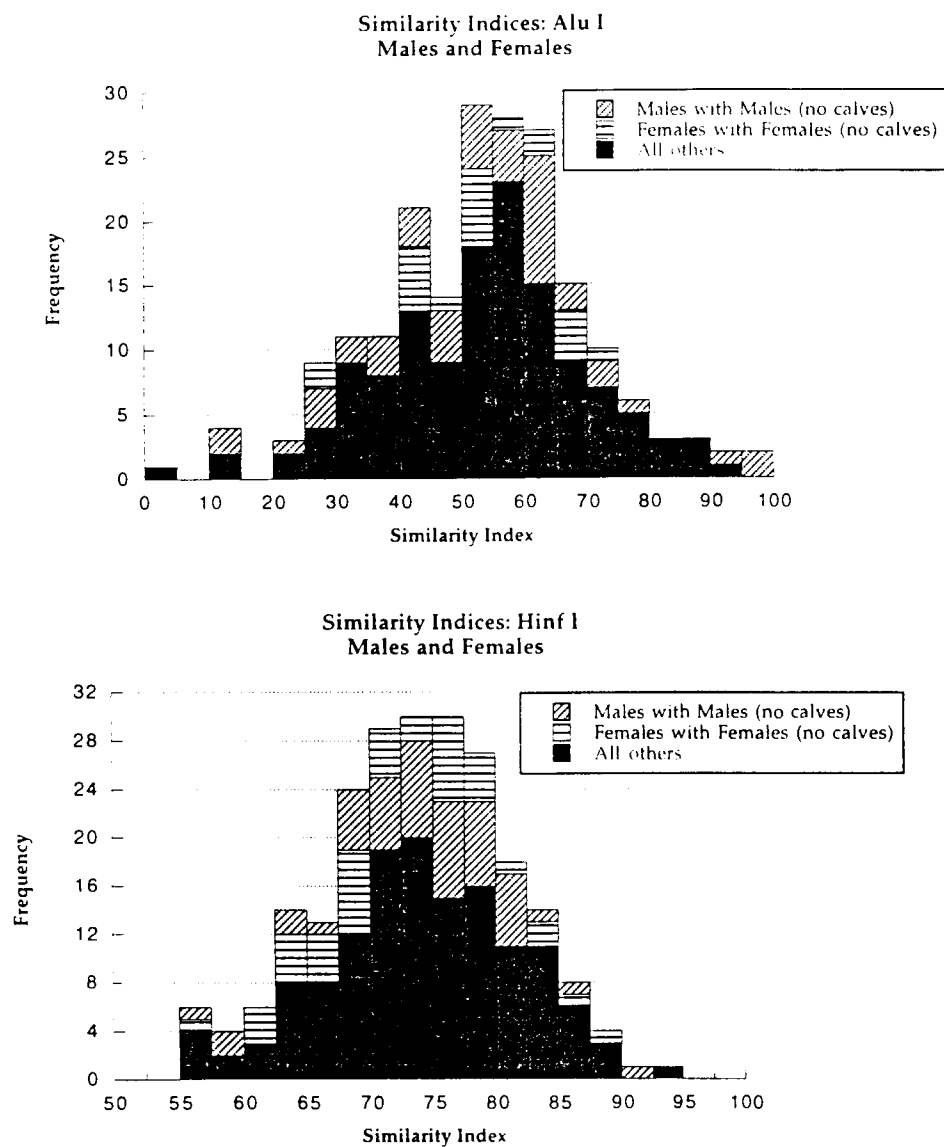 Similarity Indices: Alu I
Males and Females
30
25
20
15
10
5
0
Frequency
Males with Males (no calves)
Females with Females (no calves)
All others
0 10 20 30 40 50 60 70 80 90 100
Similarity Index
Similarity Indices: Hinf I
Males and Females
32
28
24
20
16
12
8
4
0
Frequency
Males with Males (no calves)
Females with Females (no calves)
All others
50 55 60 65 70 75 80 85 90 95 100
Similarity Index